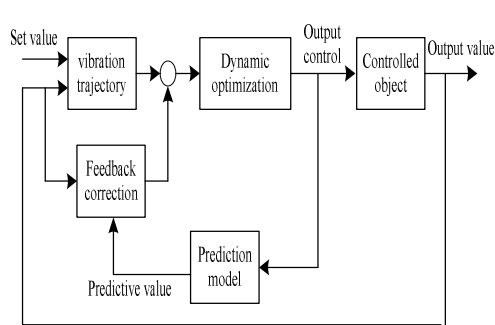 Set value
vibration
trajectory
Dynamic
optimization
Output
control
Controlled
object
Output value
Feedback
correction
Prediction
model
Predictive value